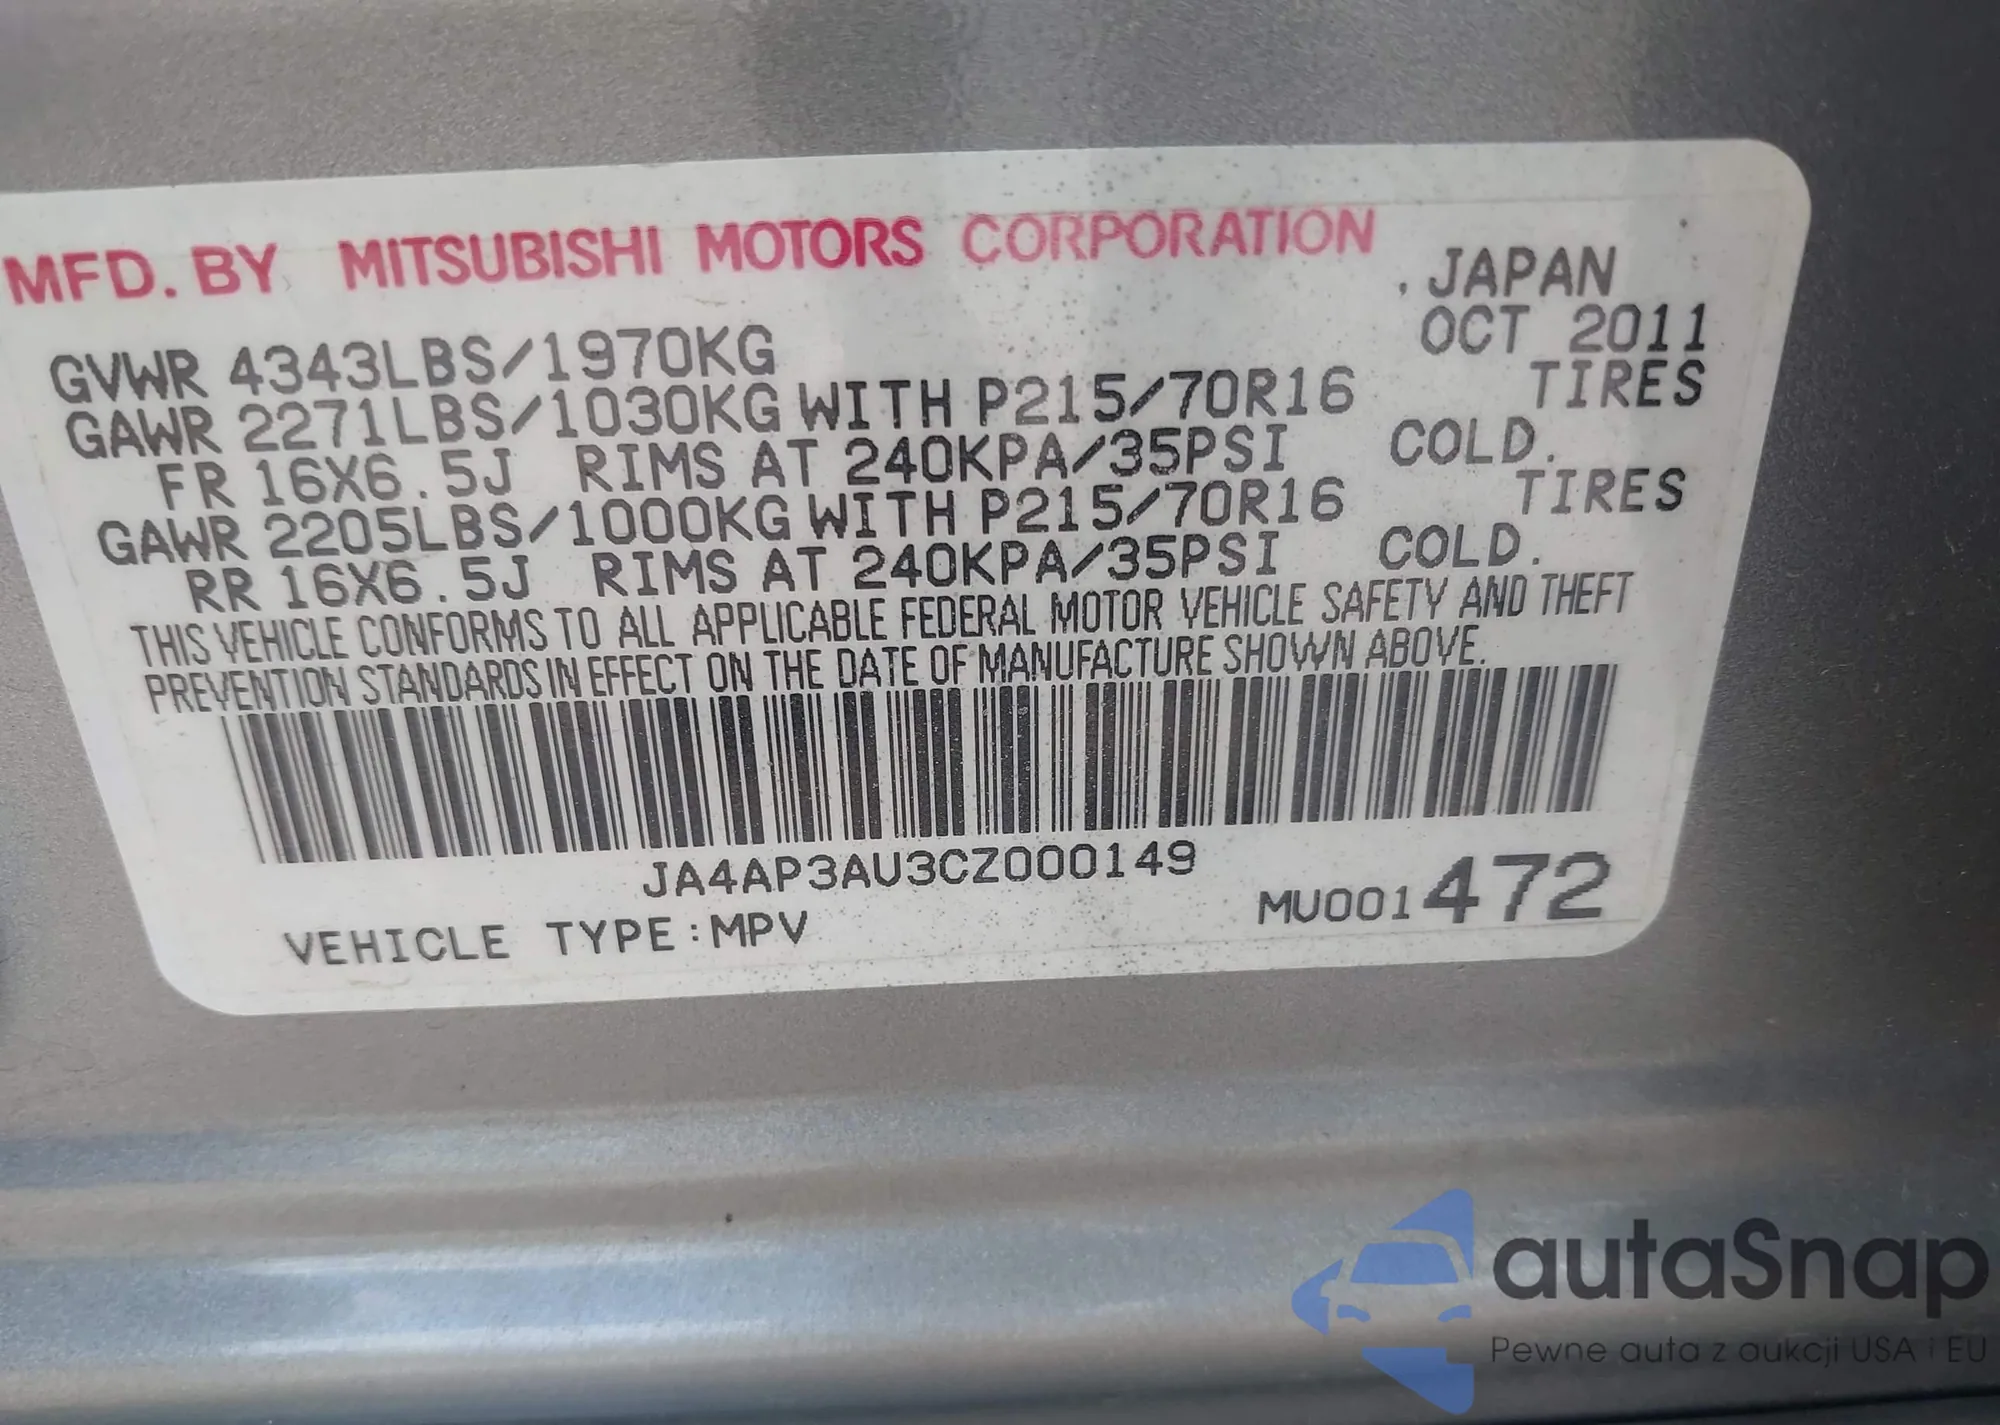 MFD. BY MITSUBISHI MOTORS CORPORATION
. JAPAN
OCT 2011
GVWR 4343LBS/1970KG
GAWR 2271LBS/1030KG WITH P215/70R16 TIRES
FR 16X6.5J RIMS AT 240KPA/35PSI COLD.
GAWR 2205LBS/1000KG WITH P215/70R16 TIRES
RR 16X6.5J RIMS AT 240KPA/35PSI COLD.
THIS VEHICLE CONFORMS TO ALL APPLICABLE FEDERAL MOTOR VEHICLE SAFETY AND THEFT
PREVENTION STANDARDS IN EFFECT ON THE DATE OF MANUFACTURE SHOWN ABOVE.
JA4AP3AU3CZ000149
MU001472
VEHICLE TYPE:MPV
autaSnap
Pewne auta z aukcji USA i EU